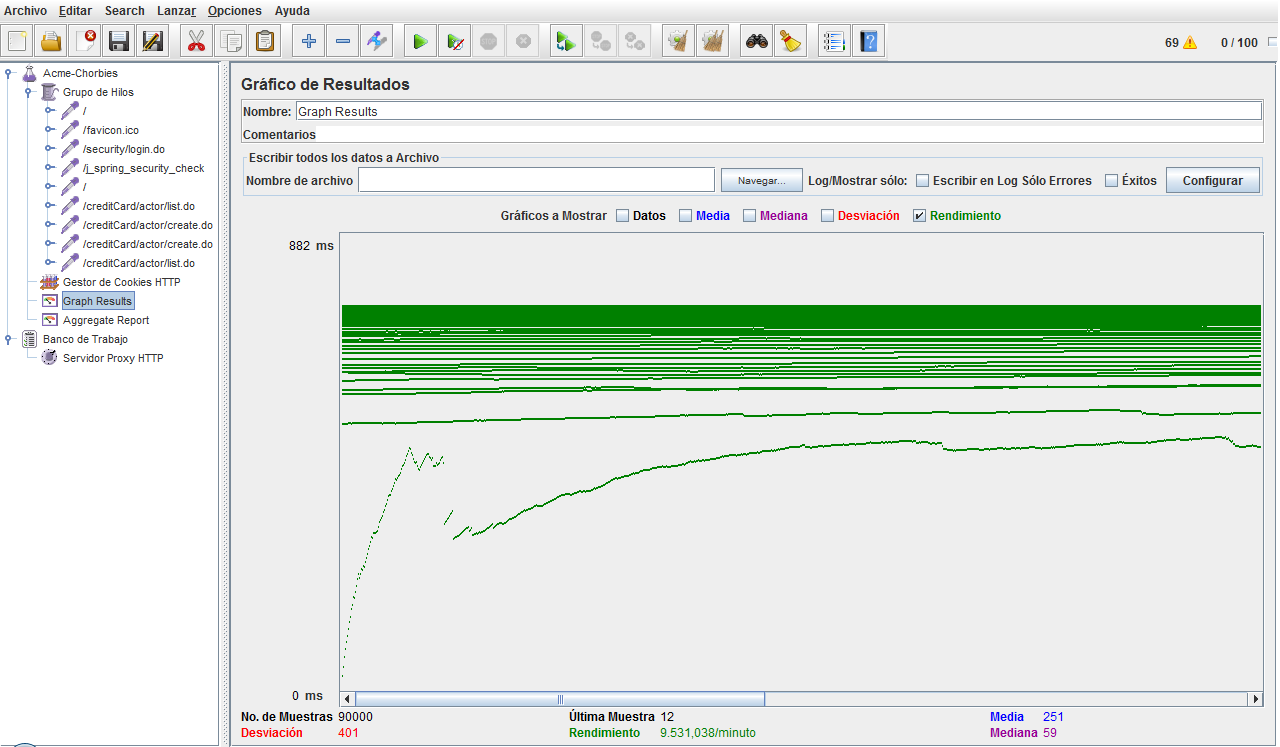 Archivo Editar Search Lanzar Opciones Ayuda
69 0 / 100
Acme-Chorbies
Grupo de Hilos
/
/favicon.ico
/security/login.do
/j_spring_security_check
/
/creditCard/actor/list.do
/creditCard/actor/create.do
/creditCard/actor/create.do
/creditCard/actor/list.do
Gestor de Cookies HTTP
Graph Results
Aggregate Report
Banco de Trabajo
Servidor Proxy HTTP
Gráfico de Resultados
Nombre: Graph Results
Comentarios
Escribir todos los datos a Archivo
Nombre de archivo Navegar... Log/Mostrar sólo: Escribir en Log Sólo Errores Éxitos Configurar
Gráficos a Mostrar Datos Media Mediana Desviación Rendimiento
882 ms
0 ms
No. de Muestras 90000 Última Muestra 12 Media 251
Desviación 401 Rendimiento 9.531,038/minuto Mediana 59